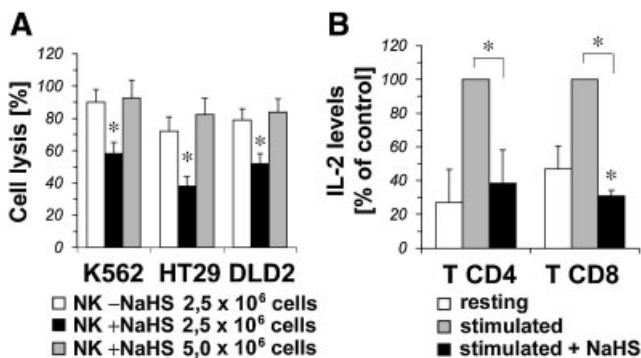 A
Cell lysis [%]
100
80
60
40
20
0
*
*
*
K562 HT29 DLD2
NK –NaHS 2,5 x 10⁶ cells
NK +NaHS 2,5 x 10⁶ cells
NK +NaHS 5,0 x 10⁶ cells
B
IL-2 levels
[% of control]
100
80
60
40
20
0
*
*
*
T CD4 T CD8
resting
stimulated
stimulated + NaHS